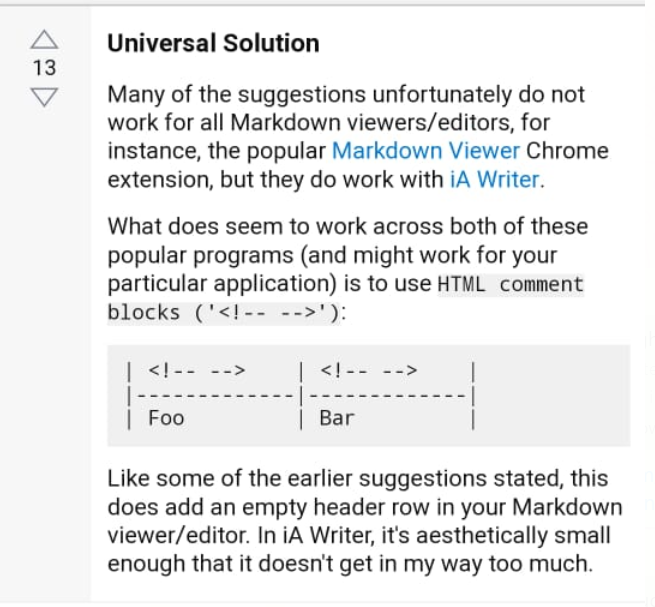 Universal Solution
13
Many of the suggestions unfortunately do not
work for all Markdown viewers/editors, for
instance, the popular Markdown Viewer Chrome
extension, but they do work with iA Writer.
What does seem to work across both of these
popular programs (and might work for your
particular application) is to use HTML comment
blocks ('<!-- -->'):
| <!-- --> | <!-- --> |
|-------------|-------------|
| Foo | Bar |
Like some of the earlier suggestions stated, this
does add an empty header row in your Markdown
viewer/editor. In iA Writer, it's aesthetically small
enough that it doesn't get in my way too much.